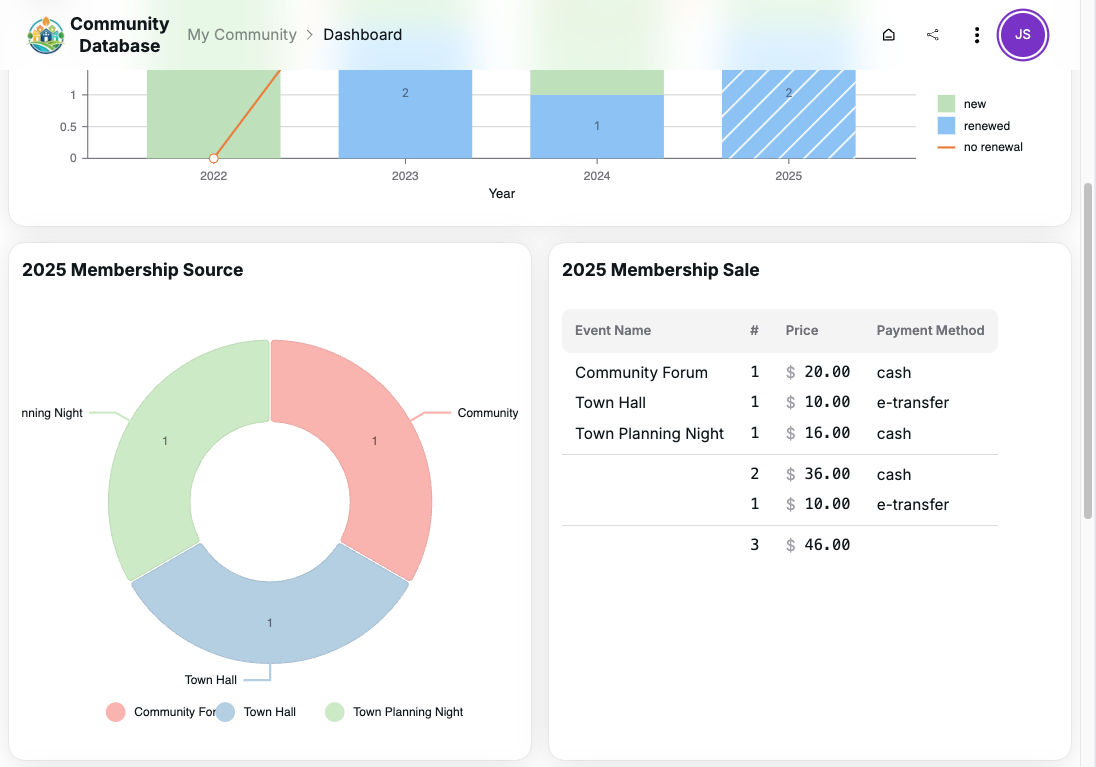 Community
Database
My Community > Dashboard
JS
1
0.5
0
2
1
2
2022
2023
2024
2025
Year
new
renewed
no renewal
2025 Membership Source
nning Night
Community
1
1
1
Town Hall
Community For
Town Hall
Town Planning Night
2025 Membership Sale
Event Name # Price Payment Method
Community Forum 1 $ 20.00 cash
Town Hall 1 $ 10.00 e-transfer
Town Planning Night 1 $ 16.00 cash
2 $ 36.00 cash
1 $ 10.00 e-transfer
3 $ 46.00